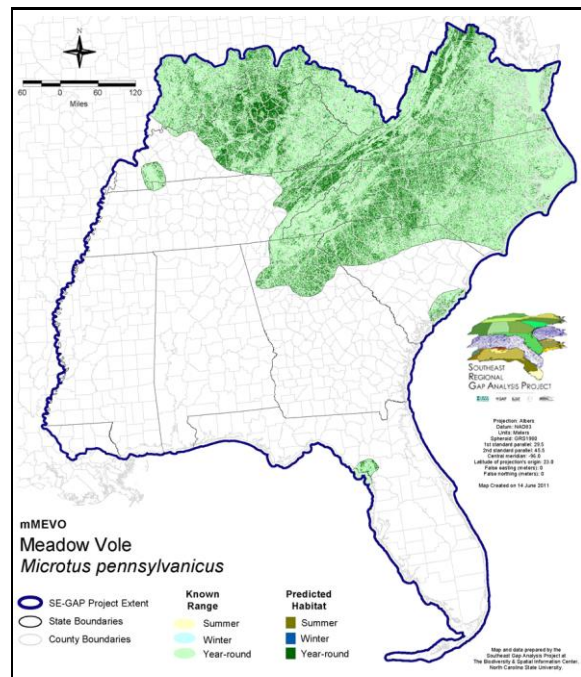 60 0 60 120
Miles
SOUTHEAST
REGIONAL
GAP ANALYSIS PROJECT
Projection: Albers
Datum: NAD83
Units: Meters
Spheroid: GRS1980
1st standard parallel: 29.5
2nd standard parallel: 45.5
Central meridian: -96.0
Latitude of projection's origin: 23.0
False easting (meters): 0
False northing (meters): 0
Map Created on 14 June 2011
mMEVO
Meadow Vole
Microtus pennsylvanicus
SE-GAP Project Extent
State Boundaries
County Boundaries
Known
Range
Summer
Winter
Year-round
Predicted
Habitat
Summer
Winter
Year-round
Map and data prepared by the
Southeast Gap Analysis Project at
The Biodiversity & Spatial Information Center,
North Carolina State University.